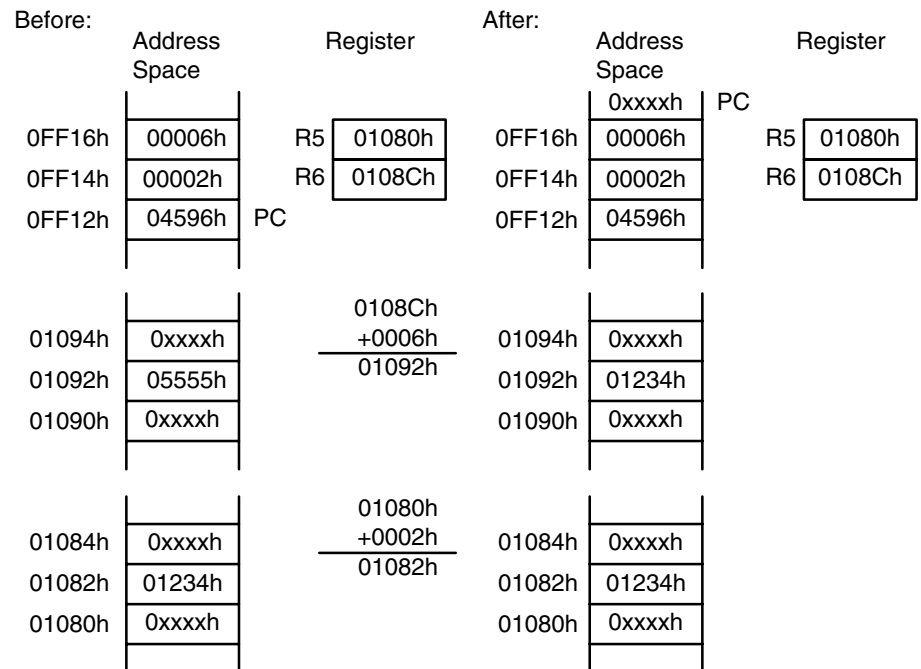 Before:
After:
Address Space
Register
Address Space
Register
0xxxxh PC
0FF16h 00006h R5 01080h 0FF16h 00006h R5 01080h
0FF14h 00002h R6 0108Ch 0FF14h 00002h R6 0108Ch
0FF12h 04596h PC 0FF12h 04596h
0108Ch
01094h 0xxxxh +0006h 01094h 0xxxxh
01092h 05555h 01092h 01092h 01234h
01090h 0xxxxh 01090h 0xxxxh
01080h
01084h 0xxxxh +0002h 01084h 0xxxxh
01082h 01234h 01082h 01082h 01234h
01080h 0xxxxh 01080h 0xxxxh